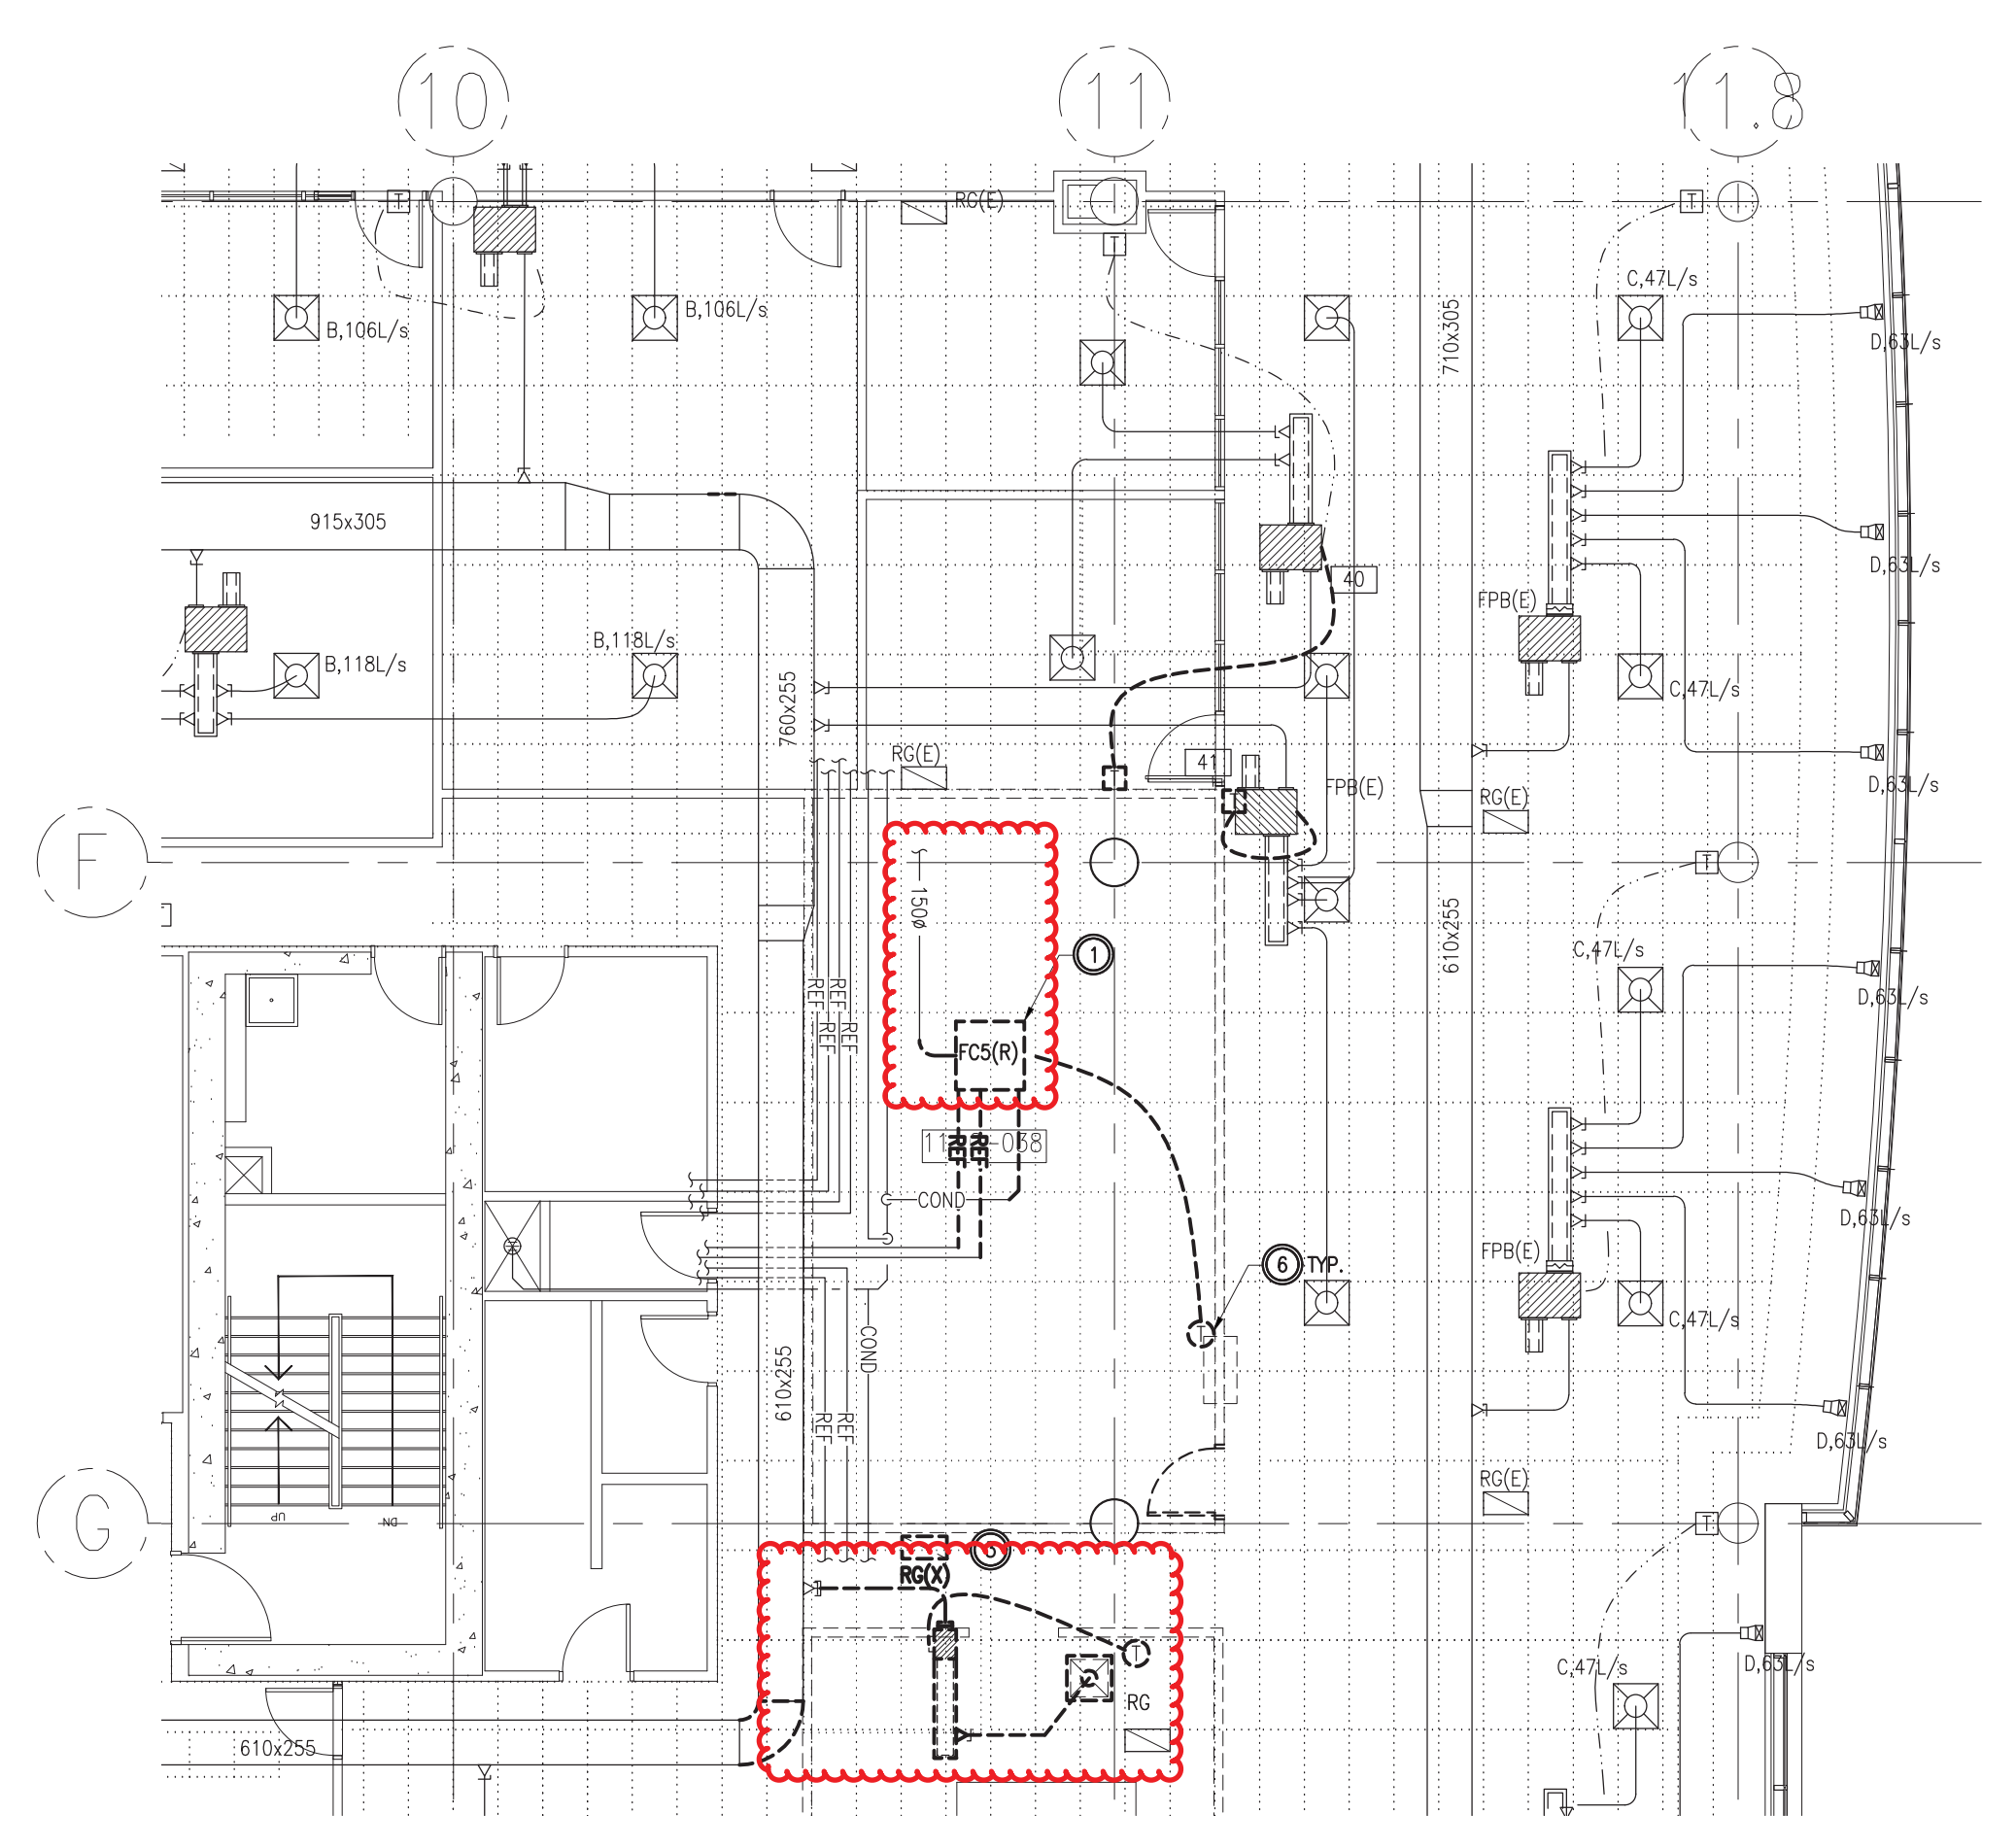 10
11
11.8
T
T
T
RG(E)
C,47L/s
B,106L/s
B,106L/s
710x305
D,63L/s
915x305
D,63L/s
40
FPB(E)
B,118L/s
B,118L/s
C,47L/s
760x255
RG(E)
41
FPB(E)
D,63L/s
RG(E)
T
T
F
T
150ø
1
610x255
C,47L/s
D,63L/s
REF
REF
REF
REF
FC5(R)
REF
REF
COND
D,63L/s
6 TYP.
FPB(E)
T
C,47L/s
COND
610x255
REF
REF
D,63L/s
RG(E)
UP
DN
G
T
RG(X)
T
C,47L/s
D,63L/s
RG
610x255